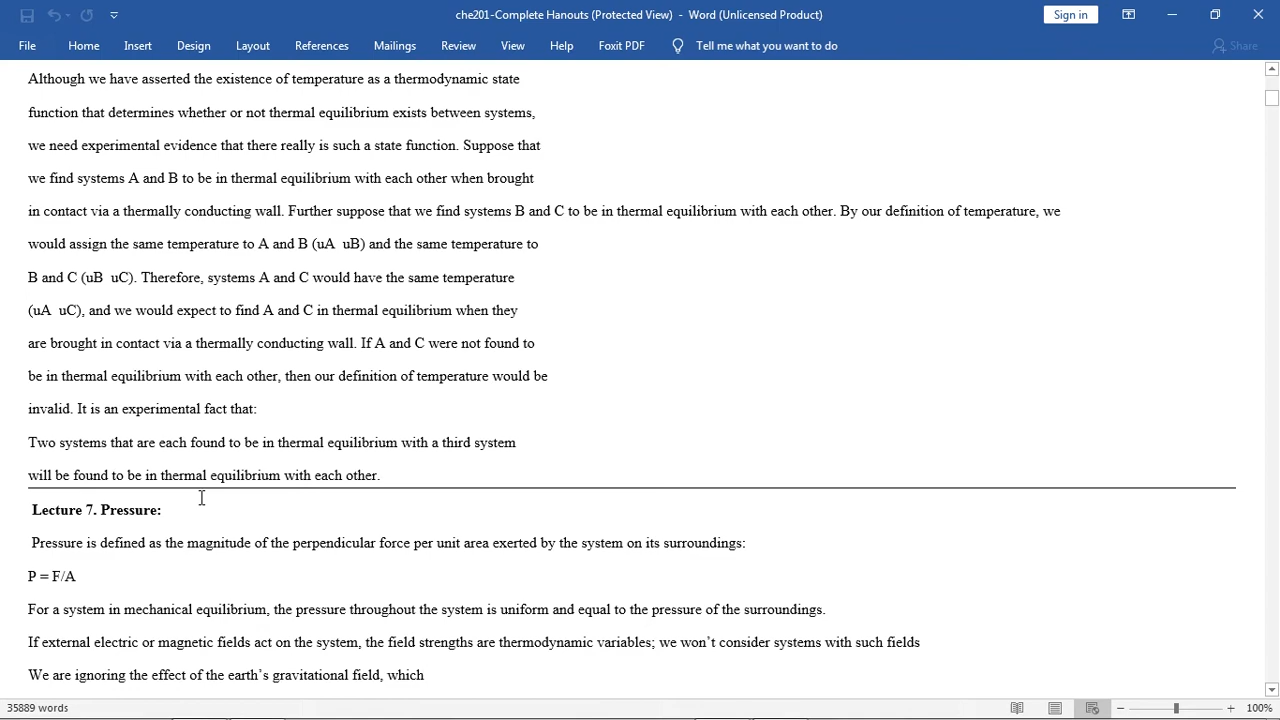 che201-Complete Hanouts (Protected View) - Word (Unlicensed Product)
Sign in
File Home Insert Design Layout References Mailings Review View Help Foxit PDF Tell me what you want to do Share
Although we have asserted the existence of temperature as a thermodynamic state
function that determines whether or not thermal equilibrium exists between systems,
we need experimental evidence that there really is such a state function. Suppose that
we find systems A and B to be in thermal equilibrium with each other when brought
in contact via a thermally conducting wall. Further suppose that we find systems B and C to be in thermal equilibrium with each other. By our definition of temperature, we
would assign the same temperature to A and B (uA  uB) and the same temperature to
B and C (uB  uC). Therefore, systems A and C would have the same temperature
(uA  uC), and we would expect to find A and C in thermal equilibrium when they
are brought in contact via a thermally conducting wall. If A and C were not found to
be in thermal equilibrium with each other, then our definition of temperature would be
invalid. It is an experimental fact that:
Two systems that are each found to be in thermal equilibrium with a third system
will be found to be in thermal equilibrium with each other.
Lecture 7. Pressure:
Pressure is defined as the magnitude of the perpendicular force per unit area exerted by the system on its surroundings:
P = F/A
For a system in mechanical equilibrium, the pressure throughout the system is uniform and equal to the pressure of the surroundings.
If external electric or magnetic fields act on the system, the field strengths are thermodynamic variables; we won’t consider systems with such fields
We are ignoring the effect of the earth’s gravitational field, which
35889 words
100%